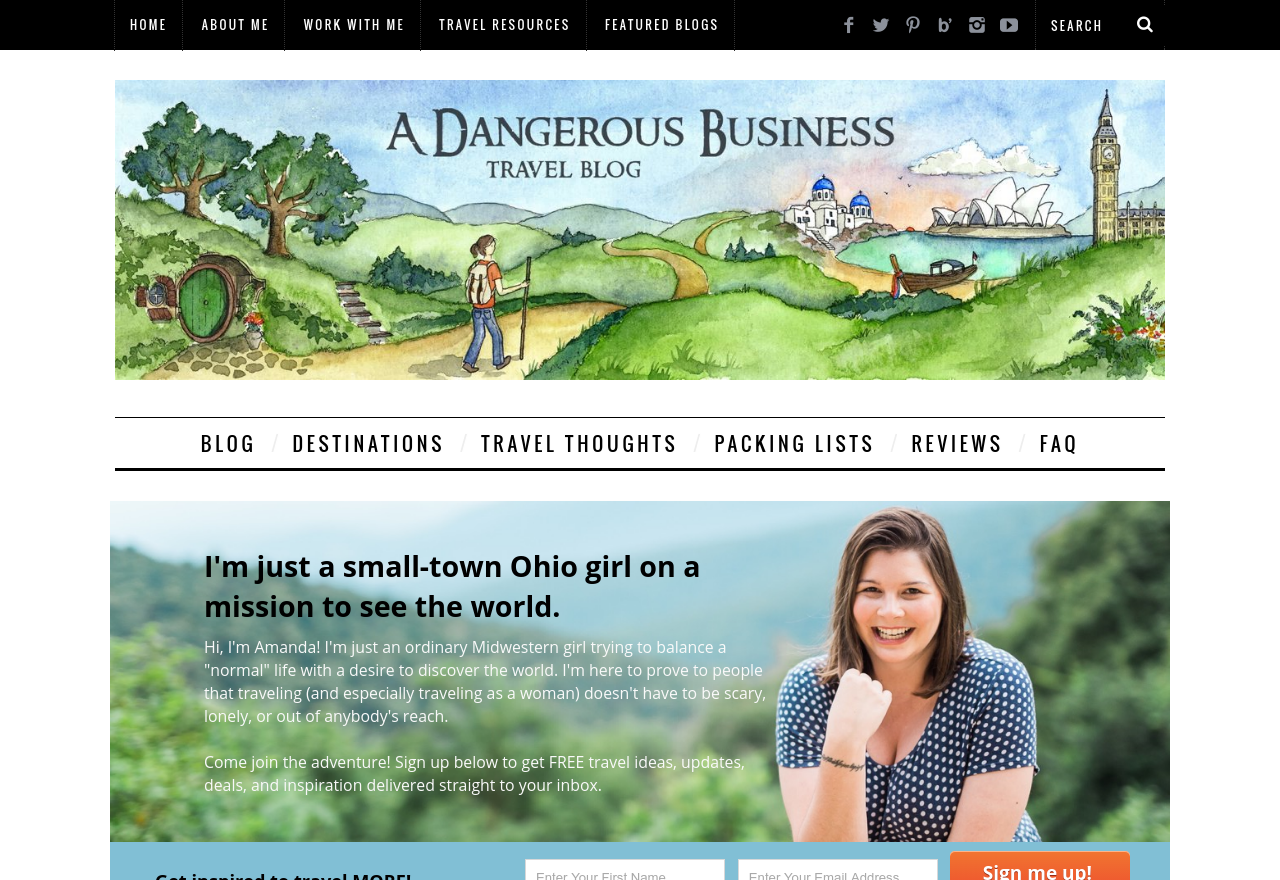 HOME
ABOUT ME
WORK WITH ME
TRAVEL RESOURCES
FEATURED BLOGS
SEARCH
A DANGEROUS BUSINESS
TRAVEL BLOG
BLOG / DESTINATIONS / TRAVEL THOUGHTS / PACKING LISTS / REVIEWS / FAQ
I'm just a small-town Ohio girl on a
mission to see the world.
Hi, I'm Amanda! I'm just an ordinary Midwestern girl trying to balance a
"normal" life with a desire to discover the world. I'm here to prove to people
that traveling (and especially traveling as a woman) doesn't have to be scary,
lonely, or out of anybody's reach.
Come join the adventure! Sign up below to get FREE travel ideas, updates,
deals, and inspiration delivered straight to your inbox.
Get inspired to travel MORE!
Enter Your First Name
Enter Your Email Address
Sign me up!